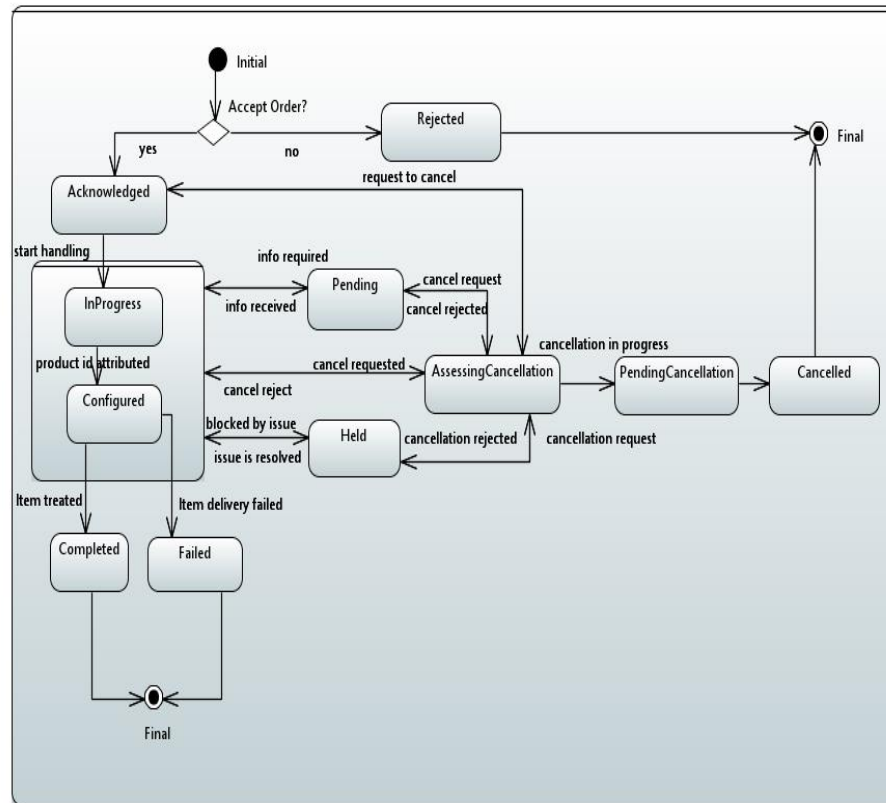 Initial
Accept Order?
Rejected
Final
yes
no
request to cancel
Acknowledged
start handling
info required
Pending
cancel request
InProgress
info received
cancel rejected
cancellation in progress
product id attributed
cancel requested
AssessingCancellation
PendingCancellation
Cancelled
cancel reject
Configured
blocked by issue
Held
cancellation rejected
cancellation request
issue is resolved
Item treated
Item delivery failed
Completed
Failed
Final